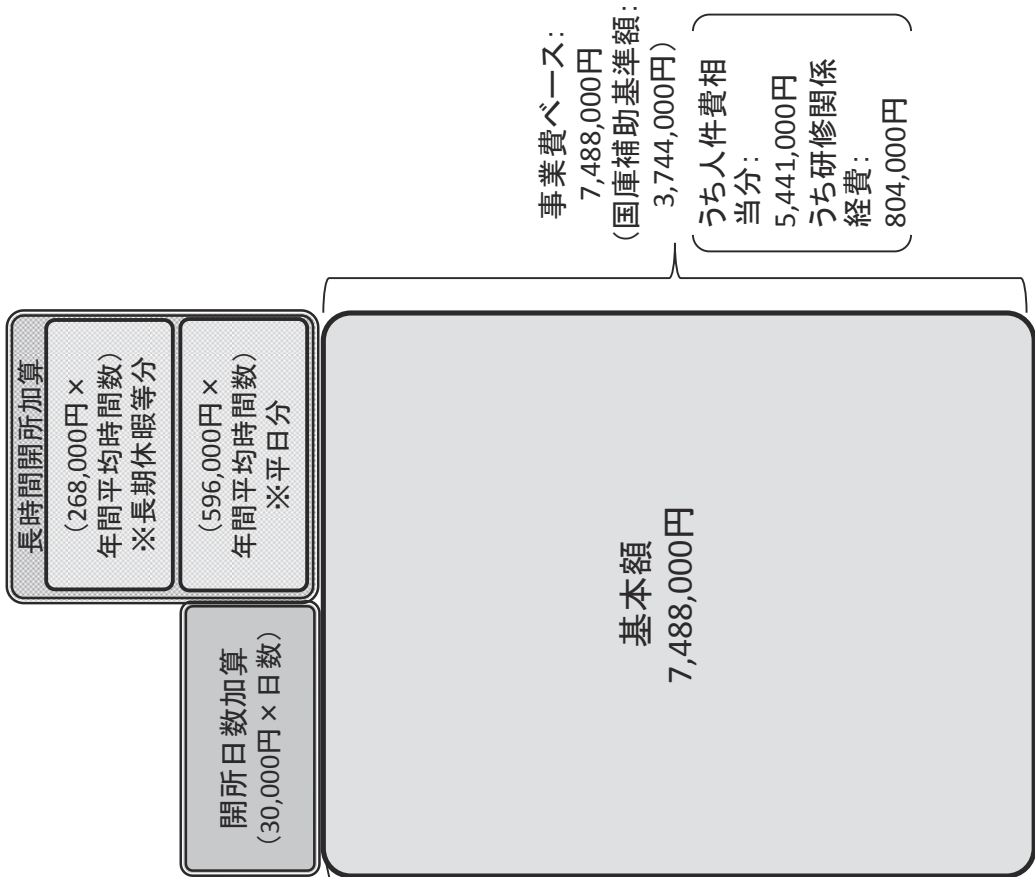 長時間開所加算
（268,000円×
年間平均時間数）
※長期休暇等分
（596,000円×
年間平均時間数）
※平日分
開所日数加算
（30,000円×日数）
基本額
7,488,000円
事業費ベース：
7,488,000円
（国庫補助基準額：
3,744,000円）
うち人件費相
当分：
5,441,000円
うち研修関係
経費：
804,000円